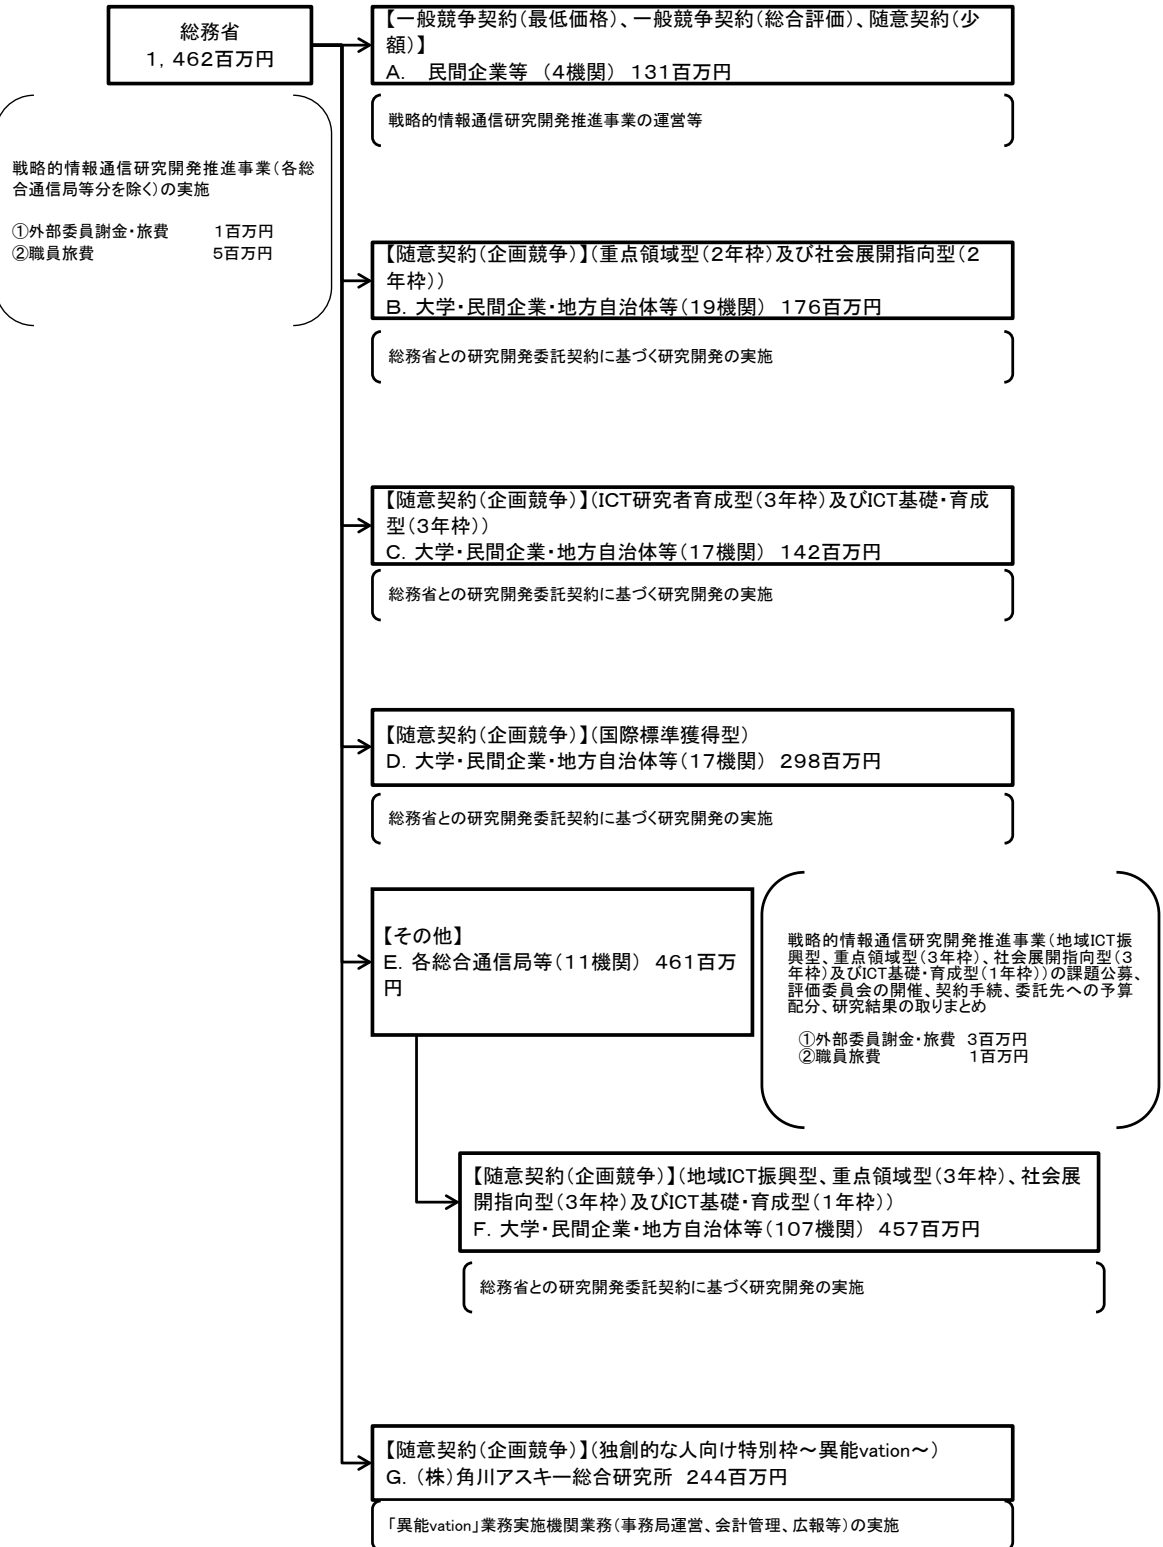 総務省
1,462百万円
戦略的情報通信研究開発推進事業(各総
合通信局等分を除く)の実施
①外部委員謝金・旅費 1百万円
②職員旅費 5百万円
【一般競争契約(最低価格)、一般競争契約(総合評価)、随意契約(少
額)】
A. 民間企業等 (4機関) 131百万円
戦略的情報通信研究開発推進事業の運営等
【随意契約(企画競争)】(重点領域型(2年枠)及び社会展開指向型(2
年枠))
B. 大学・民間企業・地方自治体等(19機関) 176百万円
総務省との研究開発委託契約に基づく研究開発の実施
【随意契約(企画競争)】(ICT研究者育成型(3年枠)及びICT基礎・育成
型(3年枠))
C. 大学・民間企業・地方自治体等(17機関) 142百万円
総務省との研究開発委託契約に基づく研究開発の実施
【随意契約(企画競争)】(国際標準獲得型)
D. 大学・民間企業・地方自治体等(17機関) 298百万円
総務省との研究開発委託契約に基づく研究開発の実施
【その他】
E. 各総合通信局等(11機関) 461百万
円
戦略的情報通信研究開発推進事業(地域ICT振
興型、重点領域型(3年枠)、社会展開指向型(3
年枠)及びICT基礎・育成型(1年枠))の課題公募、
評価委員会の開催、契約手続、委託先への予算
配分、研究結果の取りまとめ
①外部委員謝金・旅費 3百万円
②職員旅費 1百万円
【随意契約(企画競争)】(地域ICT振興型、重点領域型(3年枠)、社会展
開指向型(3年枠)及びICT基礎・育成型(1年枠))
F. 大学・民間企業・地方自治体等(107機関) 457百万円
総務省との研究開発委託契約に基づく研究開発の実施
【随意契約(企画競争)】(独創的な人向け特別枠~異能vation~)
G. (株)角川アスキー総合研究所 244百万円
「異能vation」業務実施機関業務(事務局運営、会計管理、広報等)の実施